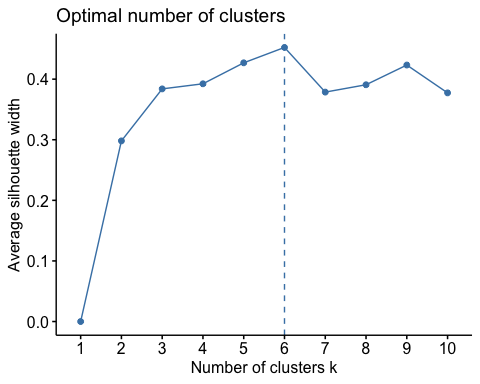 Optimal number of clusters
Average silhouette width
0.4
0.3
0.2
0.1
0.0
1 2 3 4 5 6 7 8 9 10
Number of clusters k